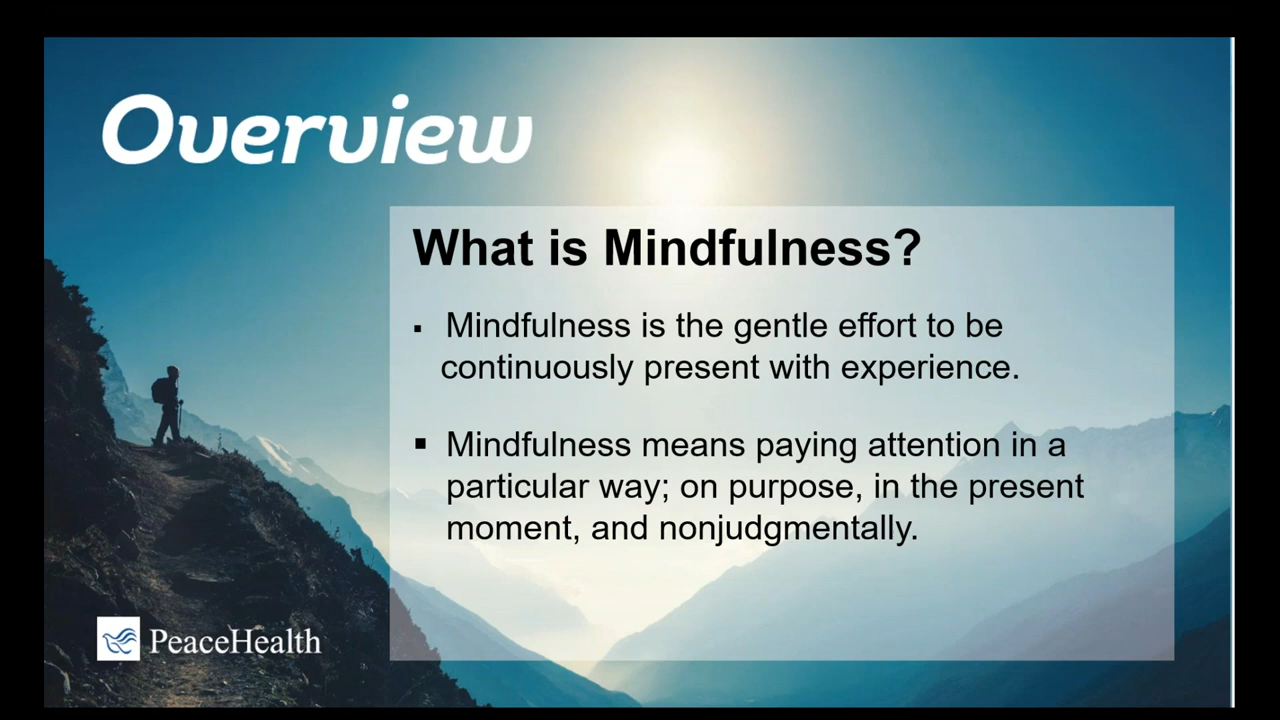 Overview
What is Mindfulness?
▪ Mindfulness is the gentle effort to be
continuously present with experience.
▪ Mindfulness means paying attention in a
particular way; on purpose, in the present
moment, and nonjudgmentally.
PeaceHealth